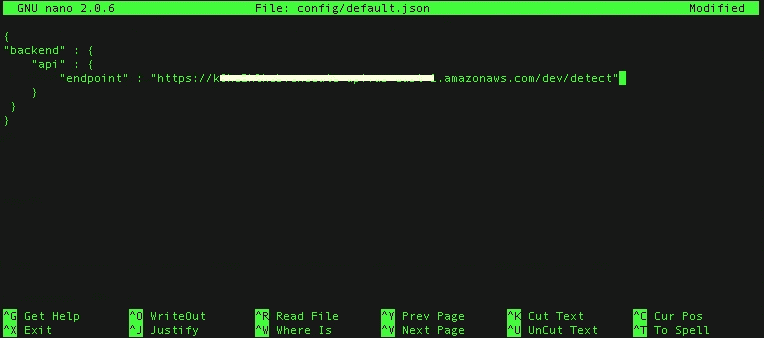 GNU nano 2.0.6 File: config/default.json Modified
{
"backend" : {
"api" : {
"endpoint" : "https://k 1.amazonaws.com/dev/detect"
}
}
}
^G Get Help ^O WriteOut ^R Read File ^Y Prev Page ^K Cut Text ^C Cur Pos
^X Exit ^J Justify ^W Where Is ^V Next Page ^U UnCut Text ^T To Spell